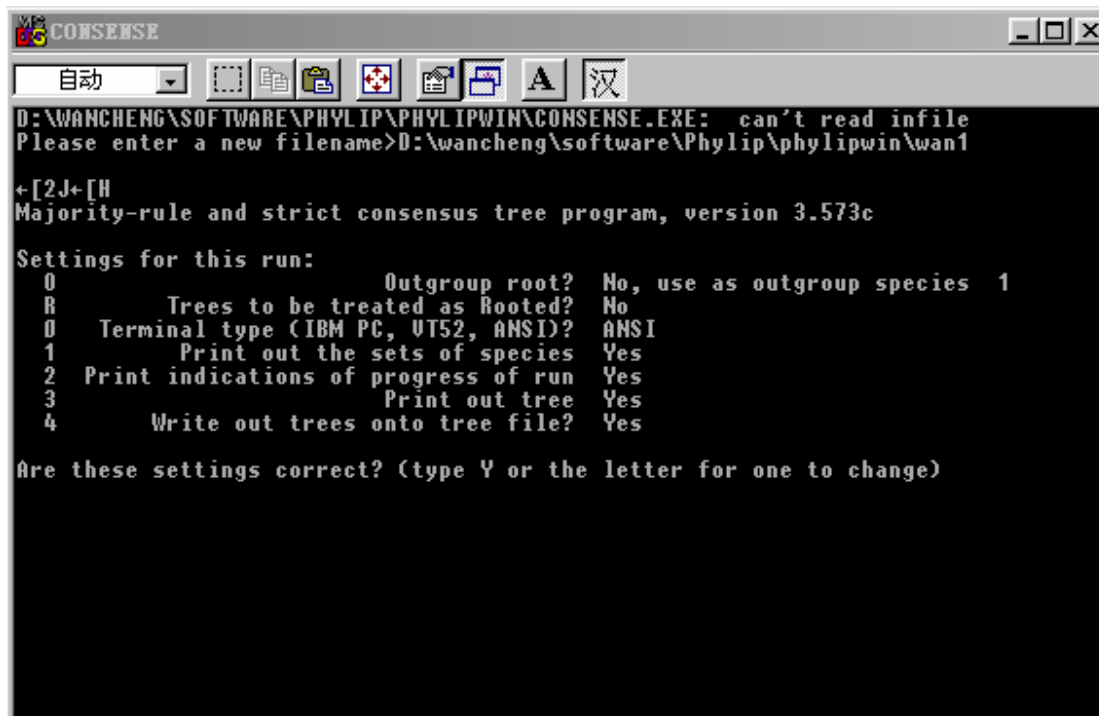 CONSENSE
自动
A 汉
D:\WANCHENG\SOFTWARE\PHYLIP\PHYLIPWIN\CONSENSE.EXE:  can't read infile
Please enter a new filename>D:\wancheng\software\Phylip\phylipwin\wan1
←[2J←[H
Majority-rule and strict consensus tree program, version 3.573c
Settings for this run:
O Outgroup root? No, use as outgroup species 1
R Trees to be treated as Rooted? No
0 Terminal type (IBM PC, VT52, ANSI)? ANSI
1 Print out the sets of species Yes
2 Print indications of progress of run Yes
3 Print out tree Yes
4 Write out trees onto tree file? Yes
Are these settings correct? (type Y or the letter for one to change)